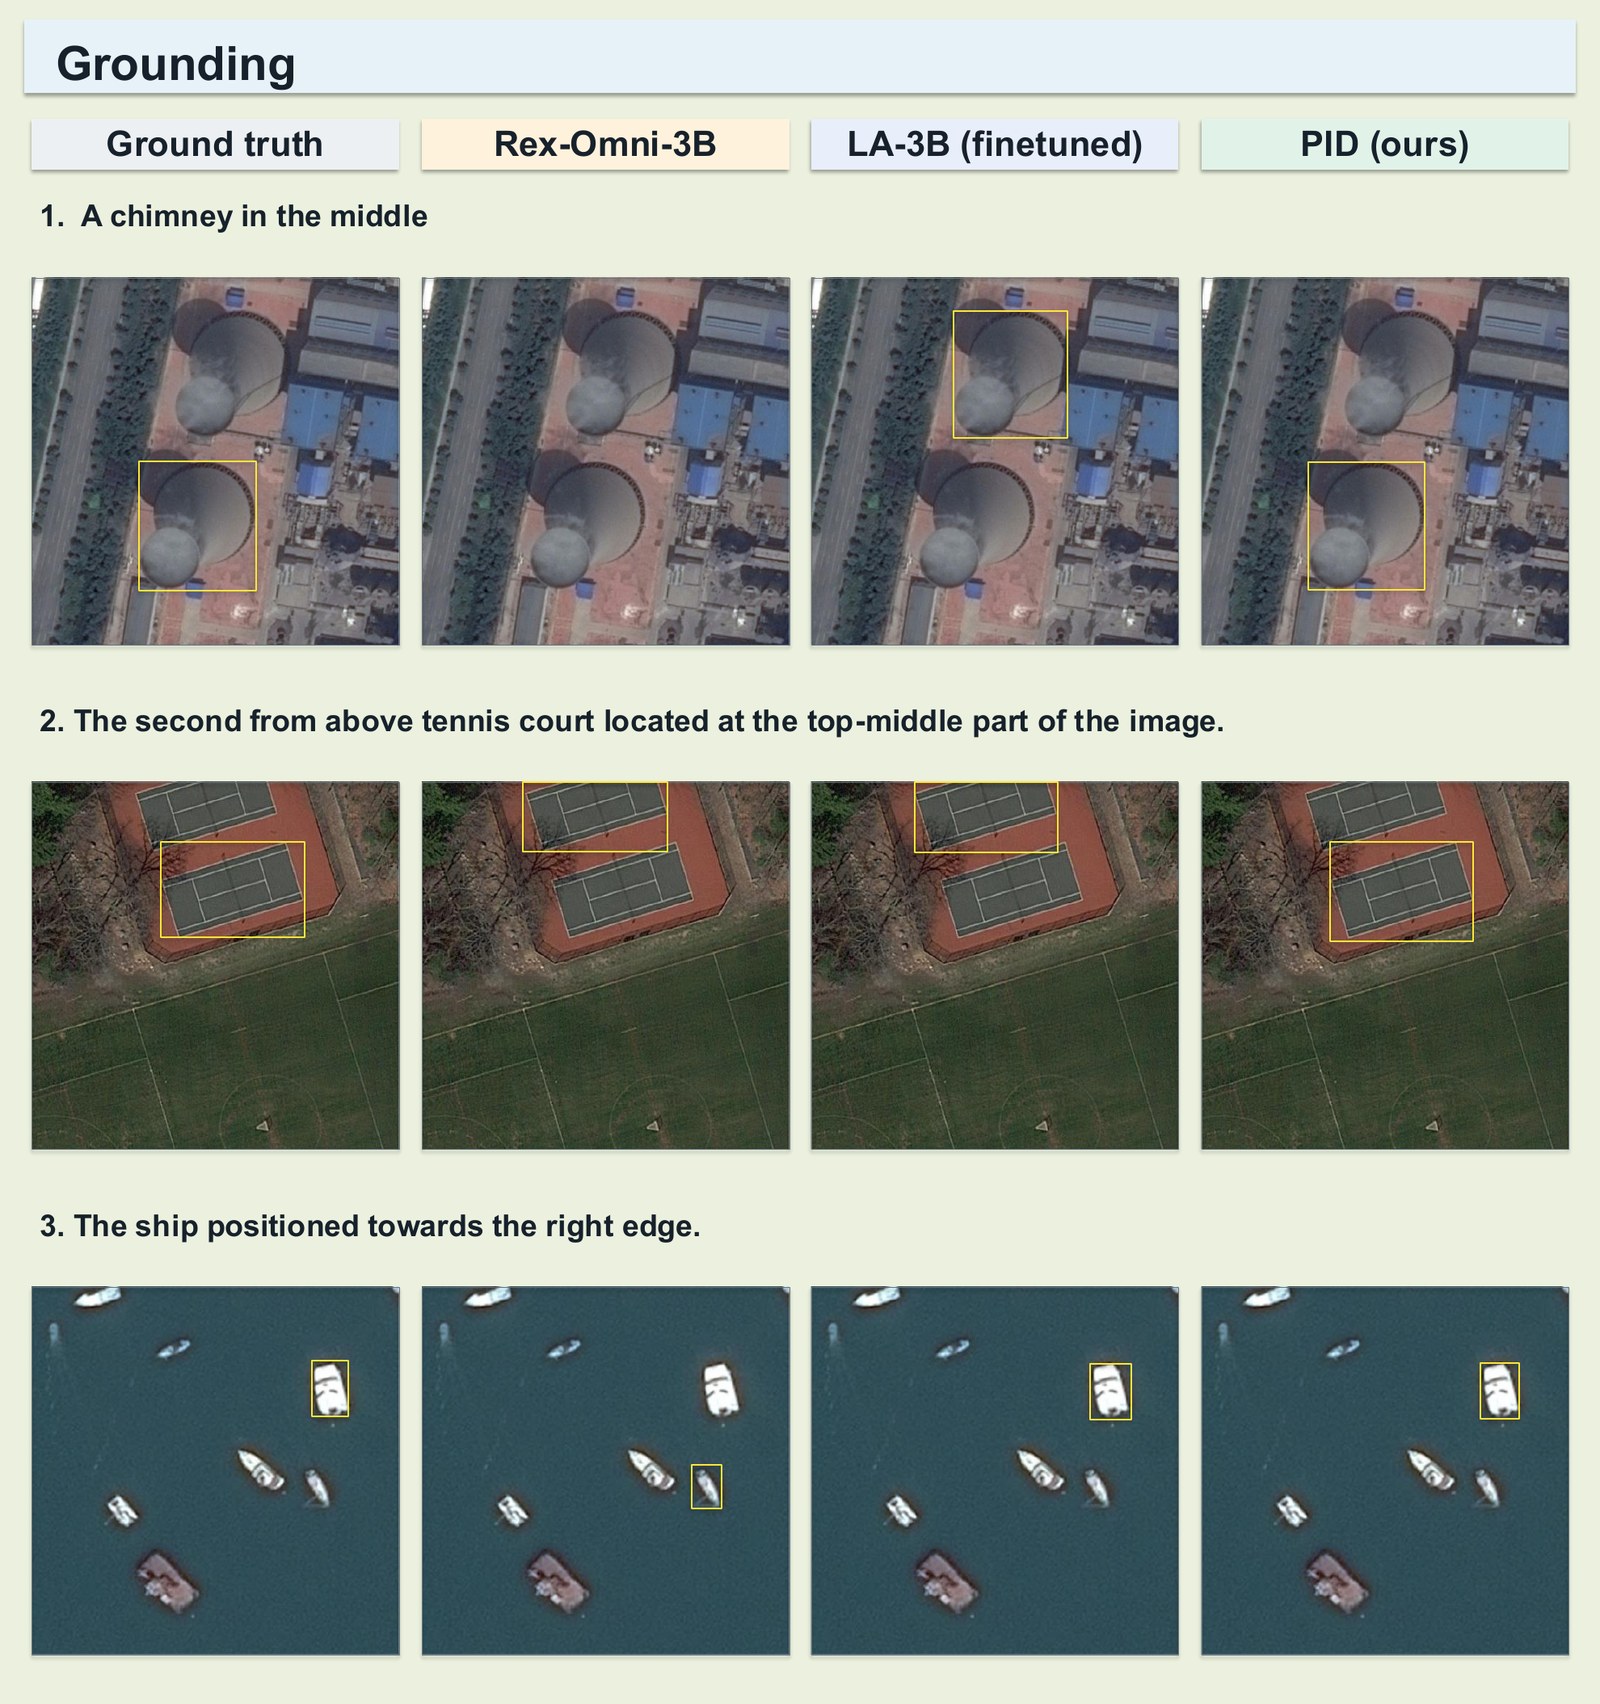 Grounding
Ground truth
Rex-Omni-3B
LA-3B (finetuned)
PID (ours)
1. A chimney in the middle
2. The second from above tennis court located at the top-middle part of the image.
3. The ship positioned towards the right edge.